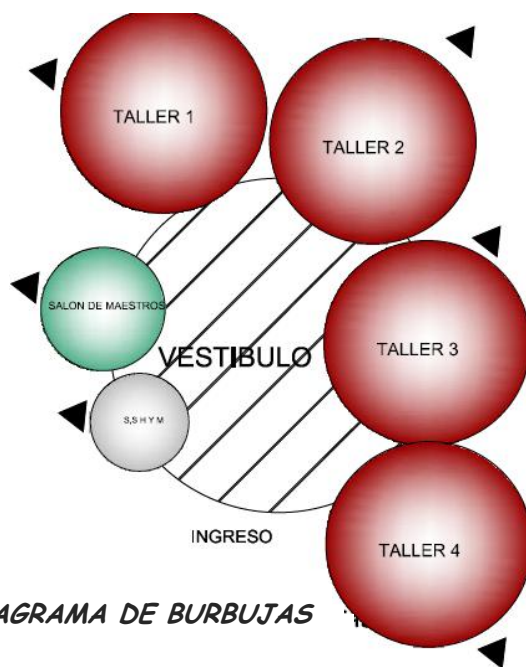 TALLER 1
TALLER 2
SALON DE MAESTROS
TALLER 3
VESTIBULO
S,S H Y M
INGRESO
TALLER 4
AGRAMA DE BURBUJAS